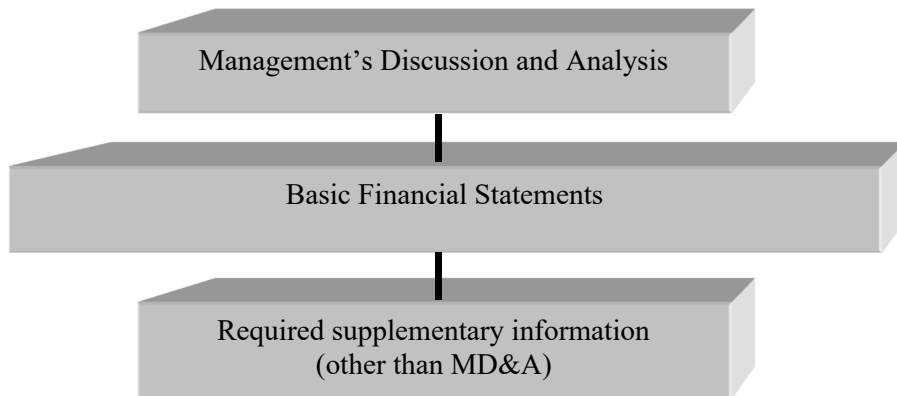 Management’s Discussion and Analysis
Basic Financial Statements
Required supplementary information
(other than MD&A)